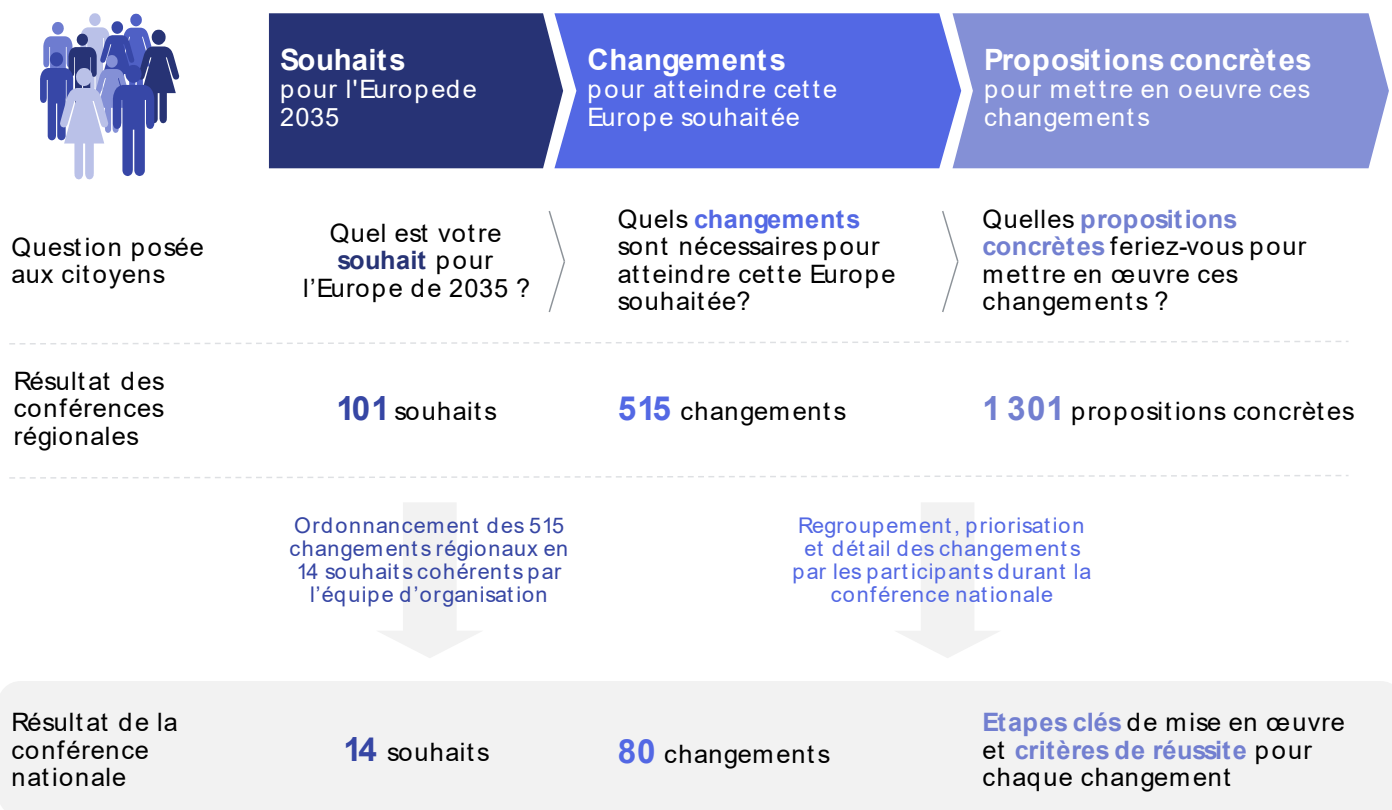 Souhaits
pour l'Europede
2035
Changements
pour atteindre cette
Europe souhaitée
Propositions concrètes
pour mettre en oeuvre ces
changements
Question posée
aux citoyens
Quel est votre
souhait pour
l’Europe de 2035 ?
Quels changements
sont nécessaires pour
atteindre cette Europe
souhaitée?
Quelles propositions
concrètes feriez-vous pour
mettre en œuvre ces
changements ?
Résultat des
conférences
régionales
101 souhaits
515 changements
1 301 propositions concrètes
Ordonnancement des 515
changements régionaux en
14 souhaits cohérents par
l’équipe d’organisation
Regroupement, priorisation
et détail des changements
par les participants durant la
conférence nationale
Résultat de la
conférence
nationale
14 souhaits
80 changements
Etapes clés de mise en œuvre
et critères de réussite pour
chaque changement